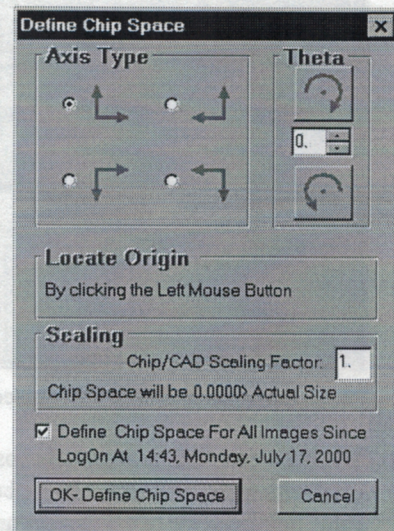 Define Chip Space
Axis Type
Theta
0.
Locate Origin
By clicking the Left Mouse Button
Scaling
Chip/CAD Scaling Factor: 1.
Chip Space will be 0.0000> Actual Size
Define Chip Space For All Images Since
LogOn At 14:43, Monday, July 17, 2000
OK- Define Chip Space
Cancel